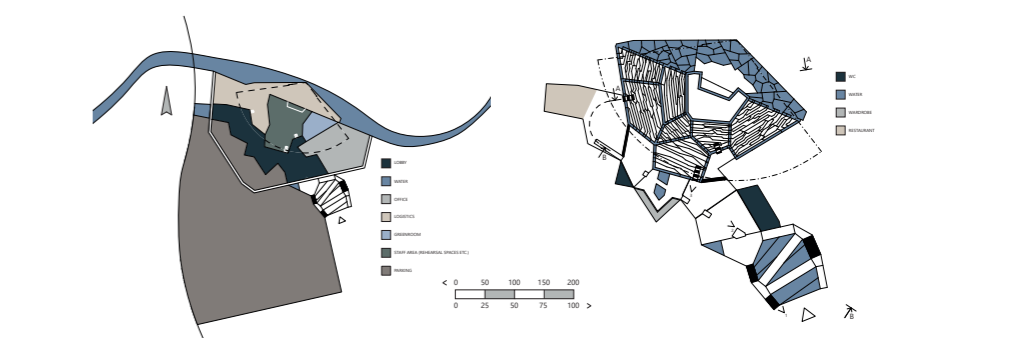 LOBBY
WATER
OFFICE
LOGISTICS
GREENROOM
STAFF AREA (REHEARSAL SPACES ETC.)
PARKING
< 0 50 100 150 200
0 25 50 75 100 >
A
A
B
B
WC
WATER
WARDROBE
RESTAURANT